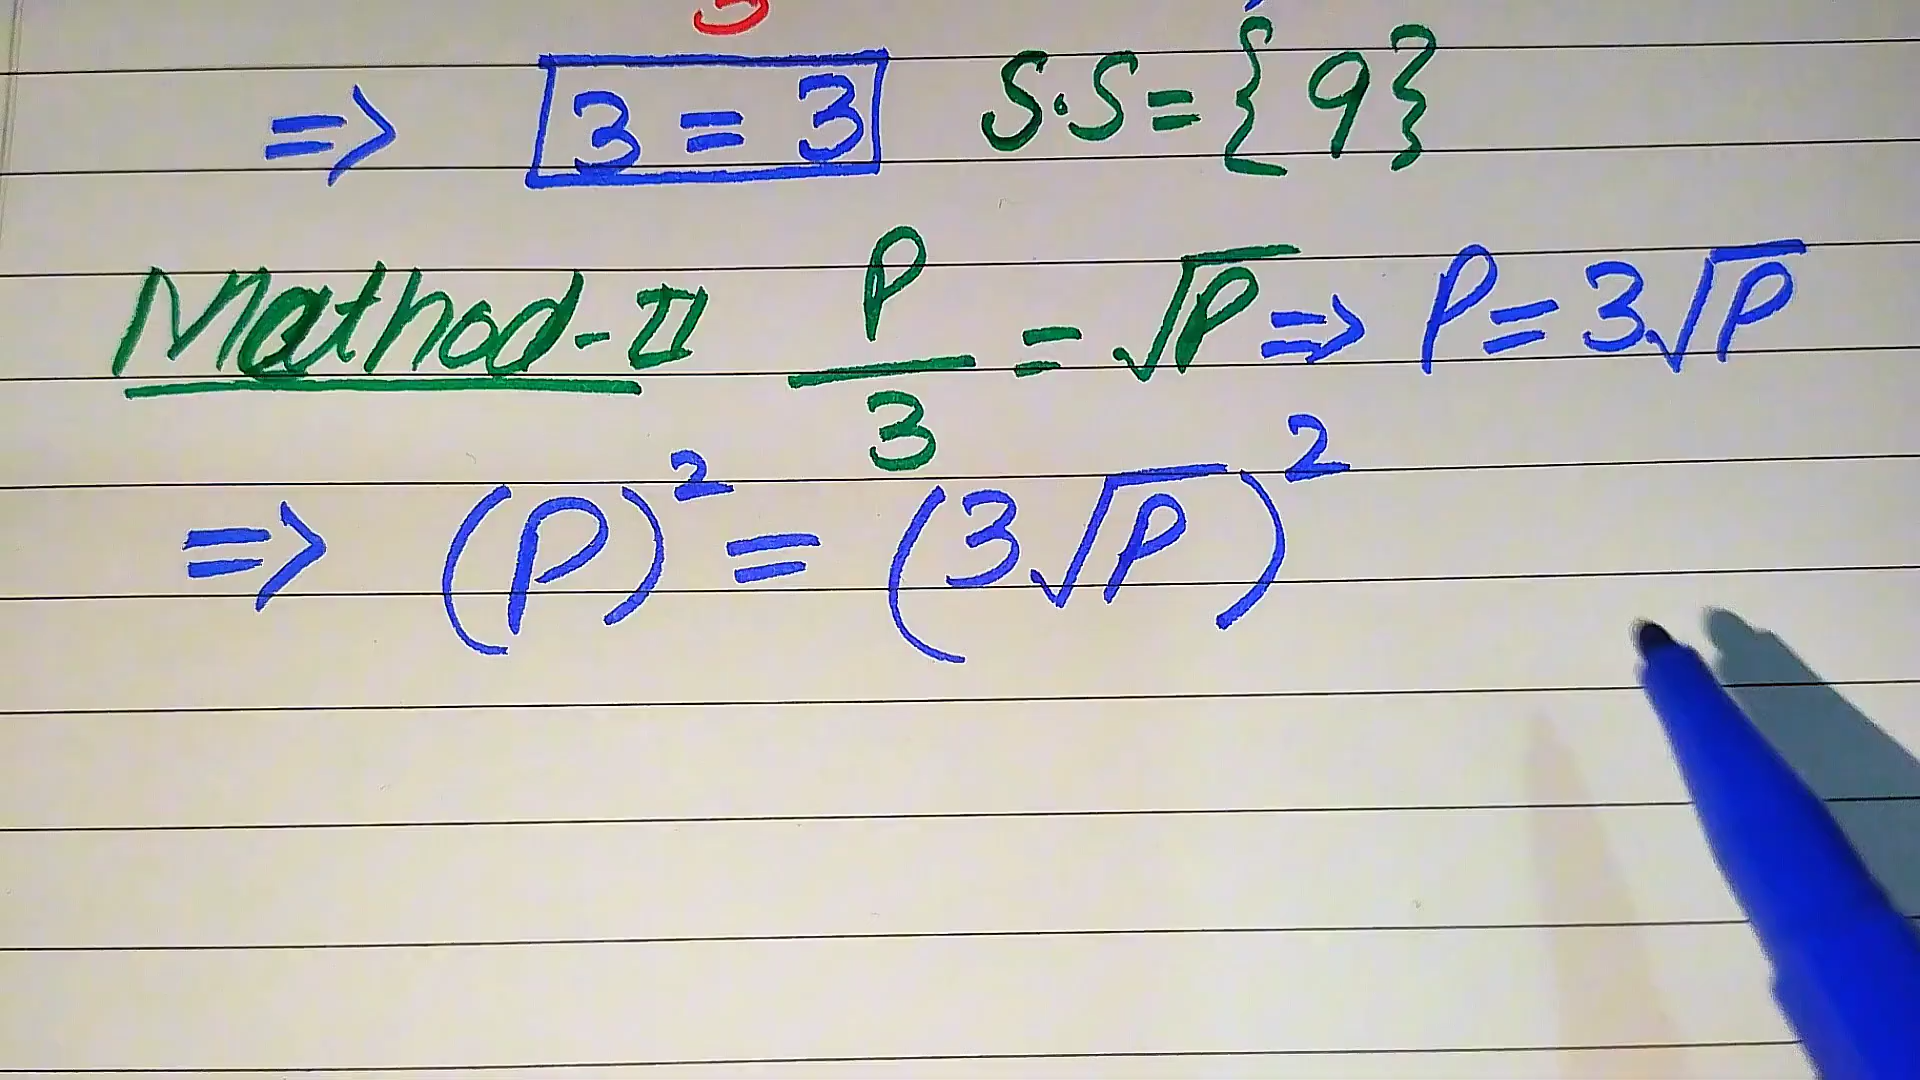 => 3 = 3 S.S = { 9 }
Mathod-II P/3 = √P => P = 3√P
=> (P)² = (3√P)²